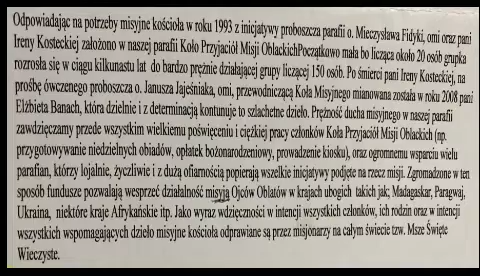 Odpowiadając na potrzeby misyjne kościoła w roku 1993 z inicjatywy proboszcza parafii o. Mieczysława Fidyki, omi oraz pani
Ireny Kosteckiej założono w naszej parafii Koło Przyjaciół Misji OblackichPoczątkowo mała bo licząca około 20 osób grupka
rozrosła się w ciągu kilkunastu lat do bardzo prężnie działającej grupy liczącej 150 osób. Po śmierci pani Ireny Kosteckiej, na
prośbę ówczenego proboszcza o. Janusza Jajeśniaka, omi, przewodniczącą Koła Misyjnego mianowana została w roku 2008 pani
Elżbieta Banach, która dzielnie i z determinacją kontunuje to szlachetne dzieło. Prężność ducha misyjnego w naszej parafii
zawdzięczamy przede wszystkim wielkiemu poświęceniu i ciężkiej pracy członków Koła Przyjaciół Misji Oblackich (np.
przygotowywanie niedzielnych obiadów, opłatek bożonarodzeniowy, prowadzenie kiosku), oraz ogromnemu wsparciu wielu
parafian, którzy lojalnie, życzliwie i z dużą ofiarnością popierają wszelkie inicjatywy podjęte na rzecz misji. Zgromadzone w ten
sposób fundusze pozwalają wesprzeć działalność misyją Ojców Oblatów w krajach ubogich takich jak; Madagaskar, Paragwaj,
Ukraina, niektóre kraje Afrykańskie itp. Jako wyraz wdzięczności w intencji wszystkich członków, ich rodzin oraz w intencji
wszystkich wspomagających dzieło misyjne kościoła odprawiane są przez misjonarzy na całym świecie tzw. Msze Święte
Wieczyste.